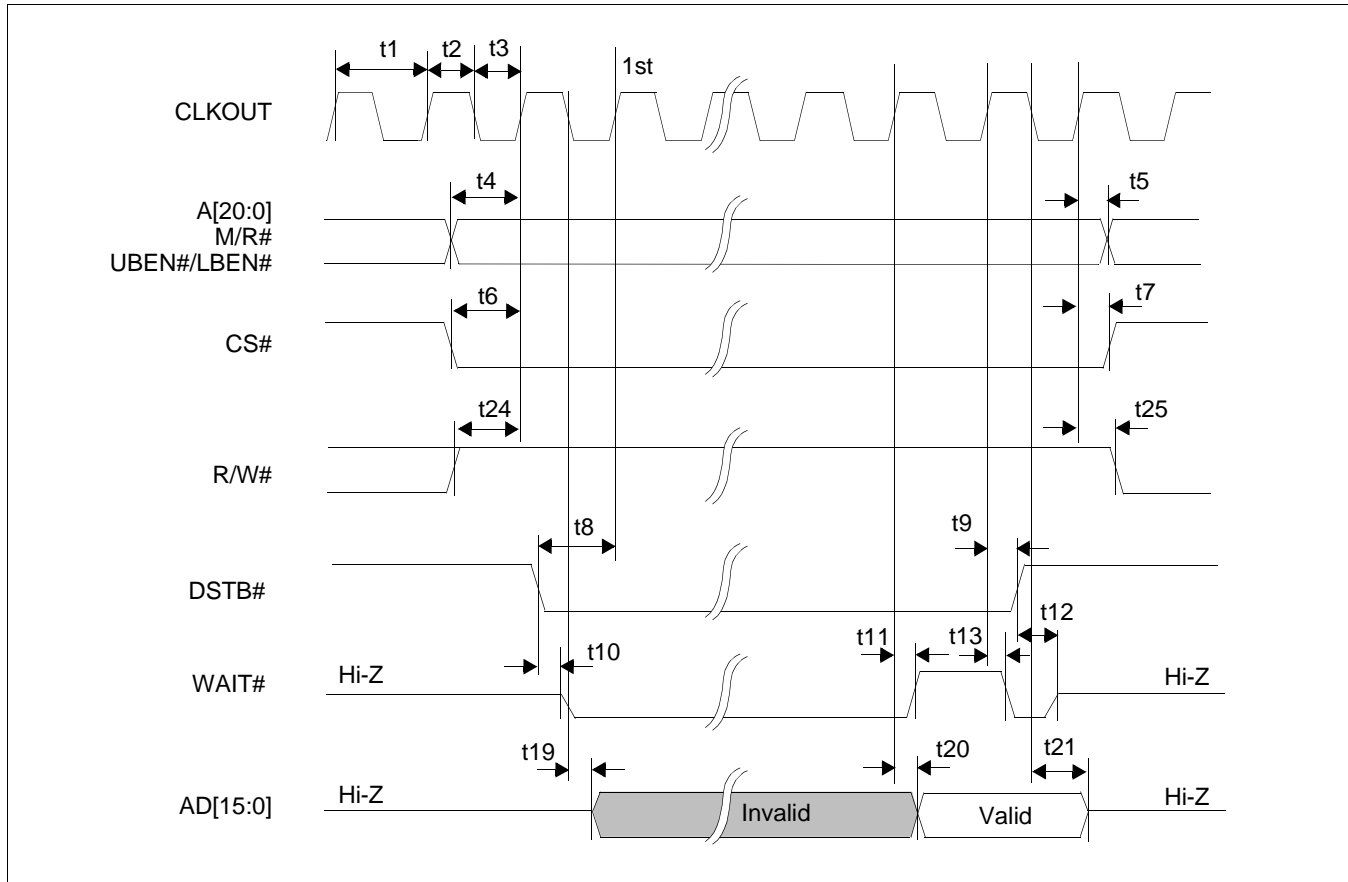 t1 t2 t3
1st
CLKOUT
t4 t5
A[20:0]
M/R#
UBEN#/LBEN#
t6 t7
CS#
t24 t25
R/W#
t8 t9
DSTB#
t12
t10 t11 t13
WAIT# Hi-Z Hi-Z
t19 t20 t21
AD[15:0] Hi-Z Invalid Valid Hi-Z